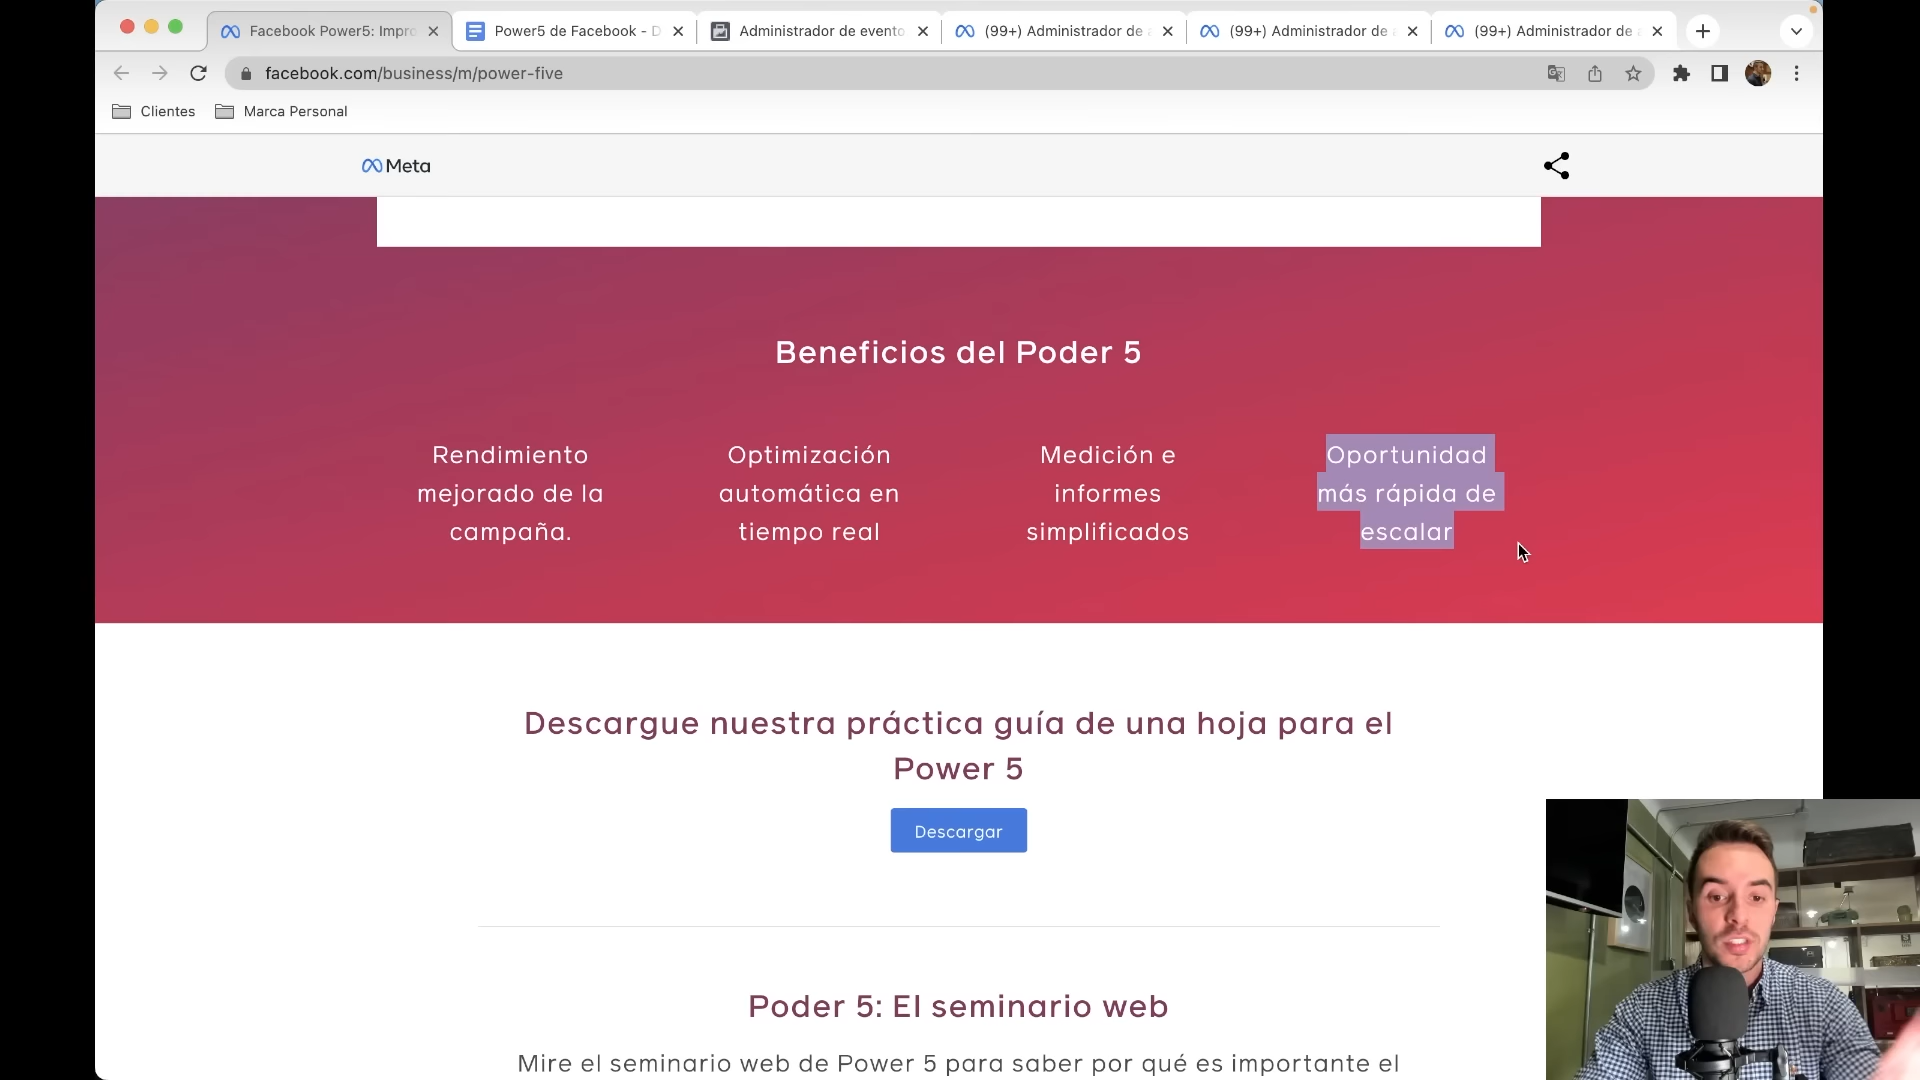 Facebook Power5: Impro
Power5 de Facebook - D
Administrador de evento
(99+) Administrador de a
(99+) Administrador de a
(99+) Administrador de a
facebook.com/business/m/power-five
Clientes
Marca Personal
Meta
Beneficios del Poder 5
Rendimiento
mejorado de la
campaña.
Optimización
automática en
tiempo real
Medición e
informes
simplificados
Oportunidad
más rápida de
escalar
Descargue nuestra práctica guía de una hoja para el
Power 5
Descargar
Poder 5: El seminario web
Mire el seminario web de Power 5 para saber por qué es importante el